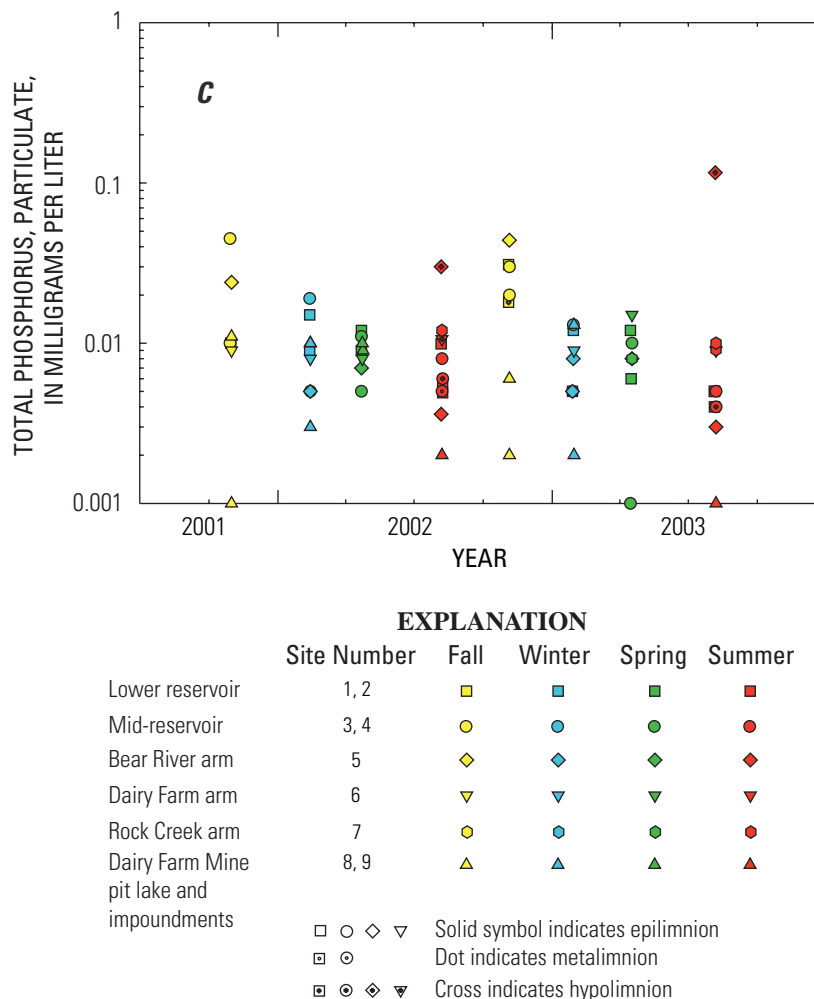 1
C
0.1
0.01
0.001
TOTAL PHOSPHORUS, PARTICULATE,
IN MILLIGRAMS PER LITER
2001 2002 2003
YEAR
EXPLANATION
Site Number Fall Winter Spring Summer
Lower reservoir 1, 2
Mid-reservoir 3, 4
Bear River arm 5
Dairy Farm arm 6
Rock Creek arm 7
Dairy Farm Mine 8, 9
pit lake and
impoundments
Solid symbol indicates epilimnion
Dot indicates metalimnion
Cross indicates hypolimnion